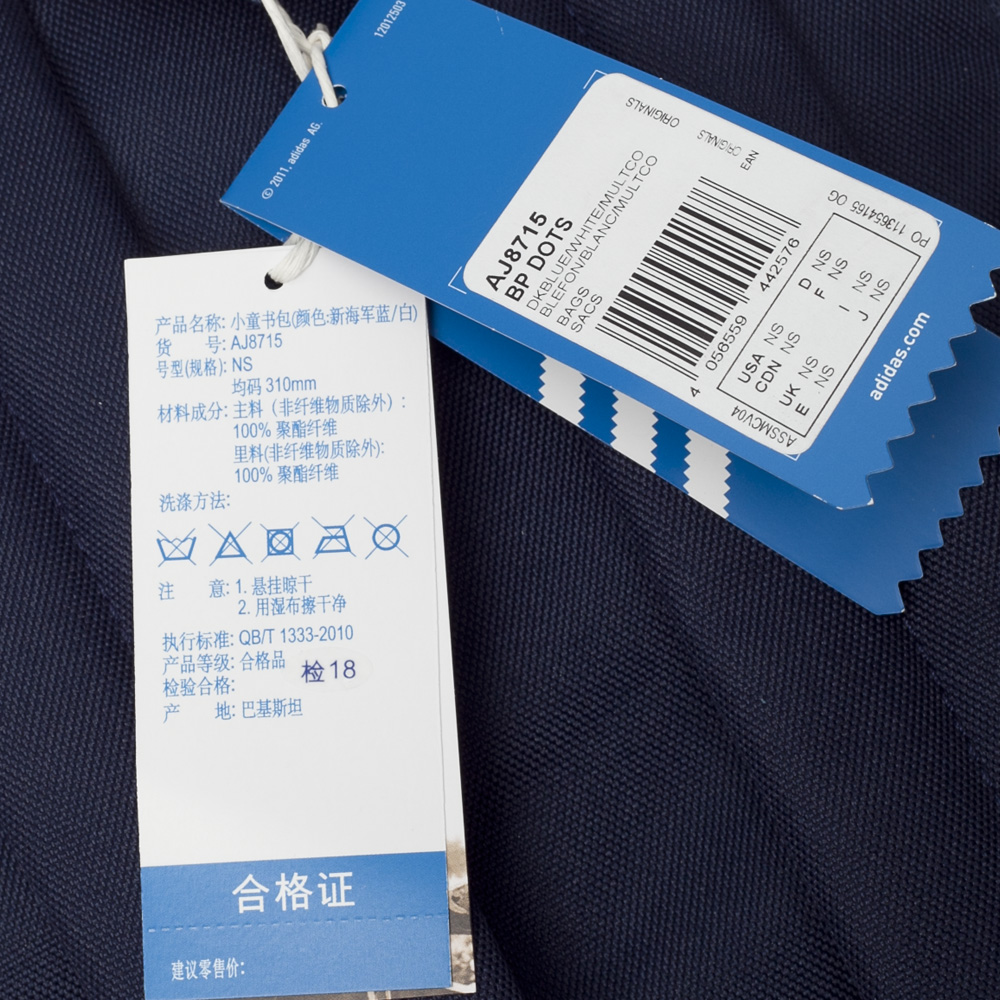 12012503
© 2011. adidas AG.
ORIGINALS
ORIGINALS
ORIGINALS
EAN
AJ8715
BP DOTS
DKBLUE/WHITE/MULTCO
BLEFON/BLANC/MULTCO
BAGS
SACS
4 058559 442576
PO 113654165 OG
USA NS D NS
CDN NS F NS
UK NS J NS
E NS I NS
ASSMCV04
adidas.com
产品名称: 小童书包(颜色:新海军蓝/白)
货 号: AJ8715
号型(规格): NS
均码 310mm
材料成分: 主料（非纤维物质除外）:
100% 聚酯纤维
里料(非纤维物质除外):
100% 聚酯纤维
洗涤方法:
注 意: 1. 悬挂晾干
2. 用湿布擦干净
执行标准: QB/T 1333-2010
产品等级: 合格品
检验合格: 检18
产 地: 巴基斯坦
合格证
建议零售价: